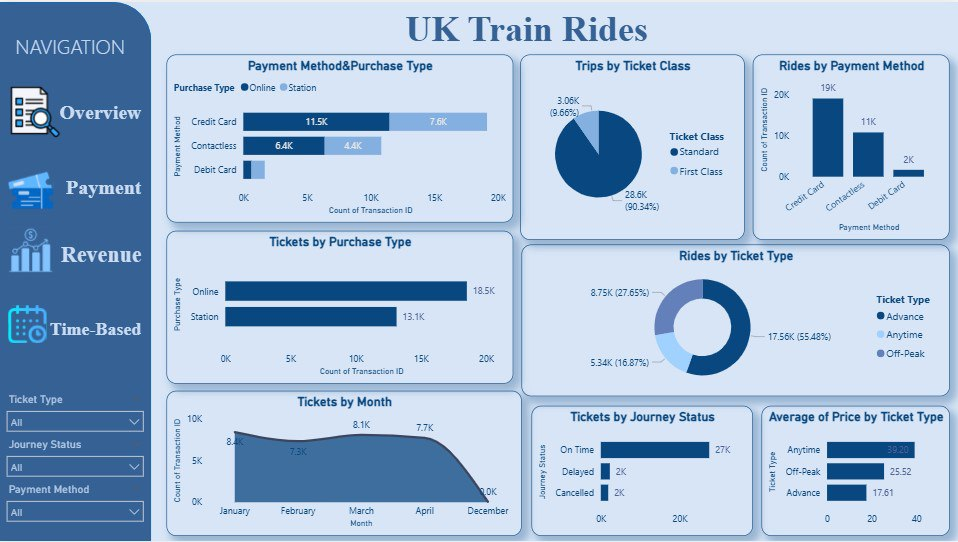 UK Train Rides
NAVIGATION
Overview
Payment
Revenue
Time-Based
Ticket Type
All
Journey Status
All
Payment Method
All
Payment Method&Purchase Type
Purchase Type Online Station
Payment Method
Credit Card 11.5K 7.6K
Contactless 6.4K 4.4K
Debit Card
0K 5K 10K 15K 20K
Count of Transaction ID
Trips by Ticket Class
3.06K
(9.66%)
28.6K
(90.34%)
Ticket Class
Standard
First Class
Rides by Payment Method
Count of Transaction ID
20K
10K
0K
19K
11K
2K
Credit Card
Contactless
Debit Card
Payment Method
Tickets by Purchase Type
Purchase Type
Online 18.5K
Station 13.1K
0K 5K 10K 15K 20K
Count of Transaction ID
Rides by Ticket Type
8.75K (27.65%)
17.56K (55.48%)
5.34K (16.87%)
Ticket Type
Advance
Anytime
Off-Peak
Tickets by Month
Count of Transaction ID
10K
5K
0K
8.4K
7.3K
8.1K
7.7K
0.0K
January February March April December
Month
Tickets by Journey Status
Journey Status
On Time 27K
Delayed 2K
Cancelled 2K
0K 20K
Average of Price by Ticket Type
Ticket Type
Anytime 39.20
Off-Peak 25.52
Advance 17.61
0 20 40